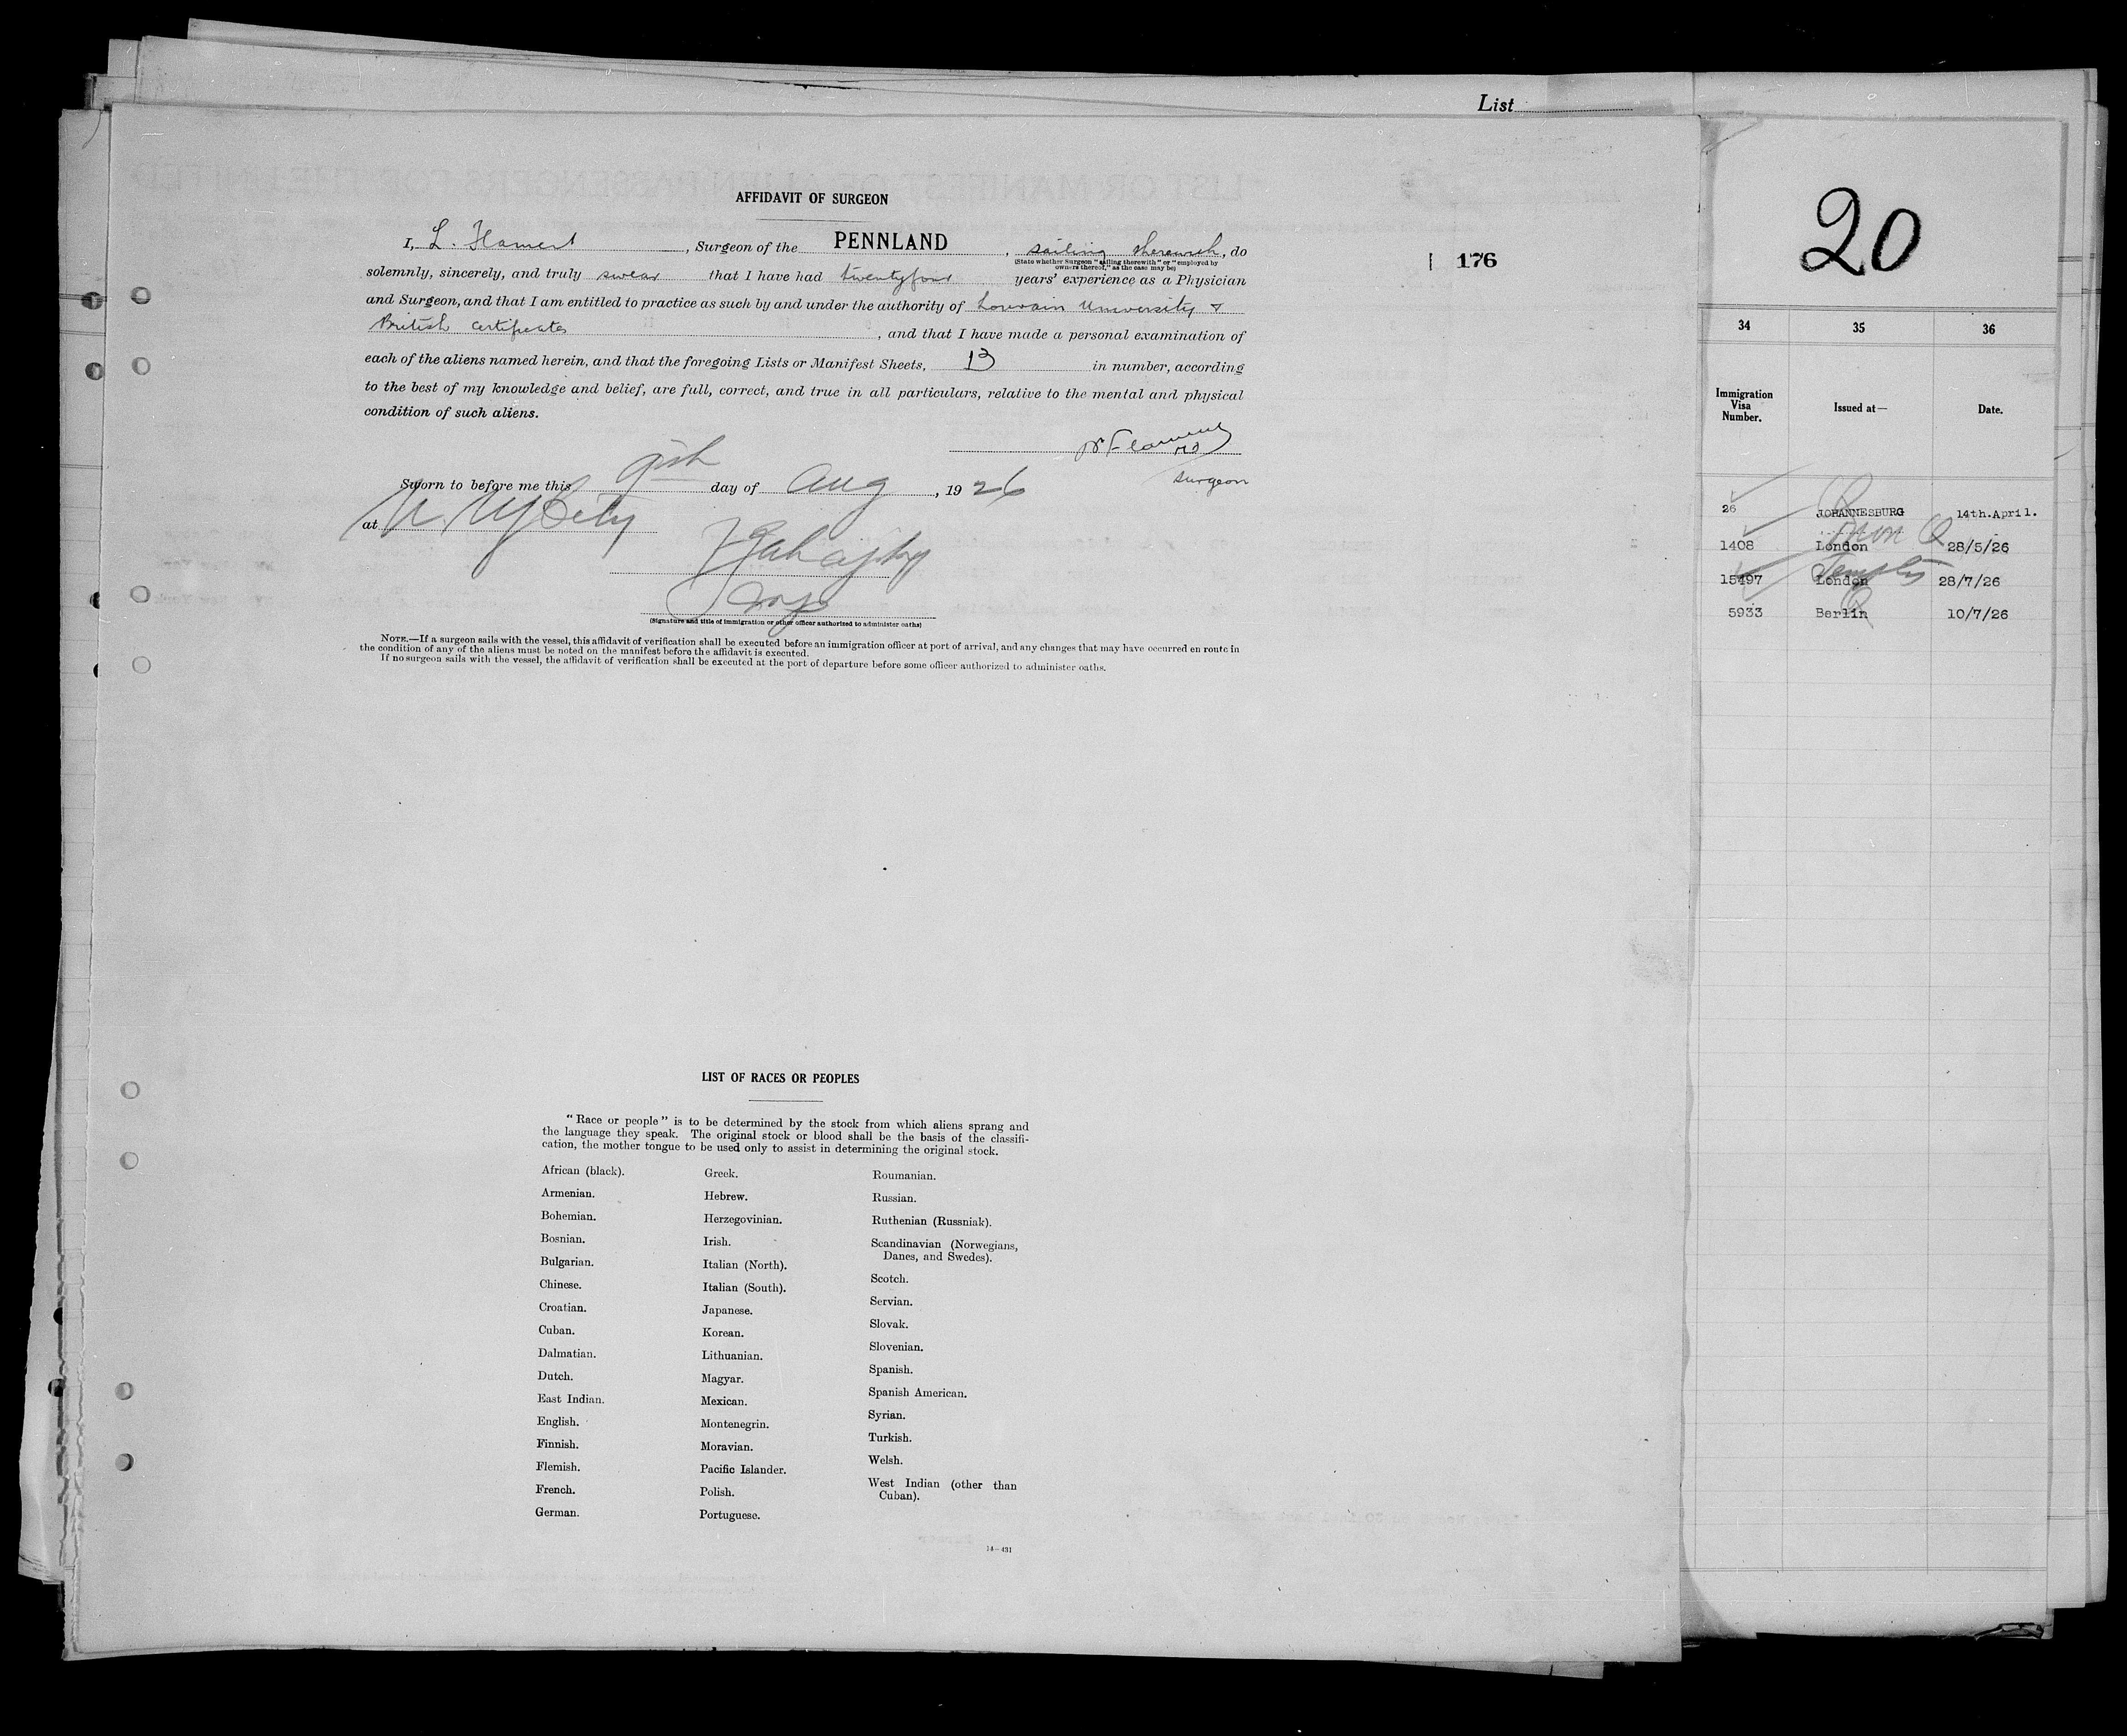 List
AFFIDAVIT OF SURGEON
I, L. Flament, Surgeon of the PENNLAND, sailing therewith, do
(State whether Surgeon "sailing therewith" or "employed by
owners thereof," as the case may be)
solemnly, sincerely, and truly swear that I have had twentyfour years' experience as a Physician
and Surgeon, and that I am entitled to practice as such by and under the authority of Louvain University &
British Certificates, and that I have made a personal examination of
each of the aliens named herein, and that the foregoing Lists or Manifest Sheets, 13 in number, according
to the best of my knowledge and belief, are full, correct, and true in all particulars, relative to the mental and physical
condition of such aliens.
Dr Flament
MD
Surgeon
Sworn to before me this 9th day of Aug, 1926
at N. Y. City
(Signature and title of immigration or other officer authorized to administer oaths)
NOTE.—If a surgeon sails with the vessel, this affidavit of verification shall be executed before an immigration officer at port of arrival, and any changes that may have occurred en route in
the condition of any of the aliens must be noted on the manifest before the affidavit is executed.
If no surgeon sails with the vessel, the affidavit of verification shall be executed at the port of departure before some officer authorized to administer oaths.
176
LIST OF RACES OR PEOPLES
"Race or people" is to be determined by the stock from which aliens sprang and
the language they speak. The original stock or blood shall be the basis of the classifi-
cation, the mother tongue to be used only to assist in determining the original stock.
African (black).
Armenian.
Bohemian.
Bosnian.
Bulgarian.
Chinese.
Croatian.
Cuban.
Dalmatian.
Dutch.
East Indian.
English.
Finnish.
Flemish.
French.
German.
Greek.
Hebrew.
Herzegovinian.
Irish.
Italian (North).
Italian (South).
Japanese.
Korean.
Lithuanian.
Magyar.
Mexican.
Montenegrin.
Moravian.
Pacific Islander.
Polish.
Portuguese.
Roumanian.
Russian.
Ruthenian (Russniak).
Scandinavian (Norwegians,
Danes, and Swedes).
Scotch.
Servian.
Slovak.
Slovenian.
Spanish.
Spanish American.
Syrian.
Turkish.
Welsh.
West Indian (other than
Cuban).
14—431
20
34 35 36
Immigration
Visa
Number.
Issued at—
Date.
26 JOHANNESBURG 14th.April.
1408 London 28/5/26
15497 London 28/7/26
5933 Berlin 10/7/26